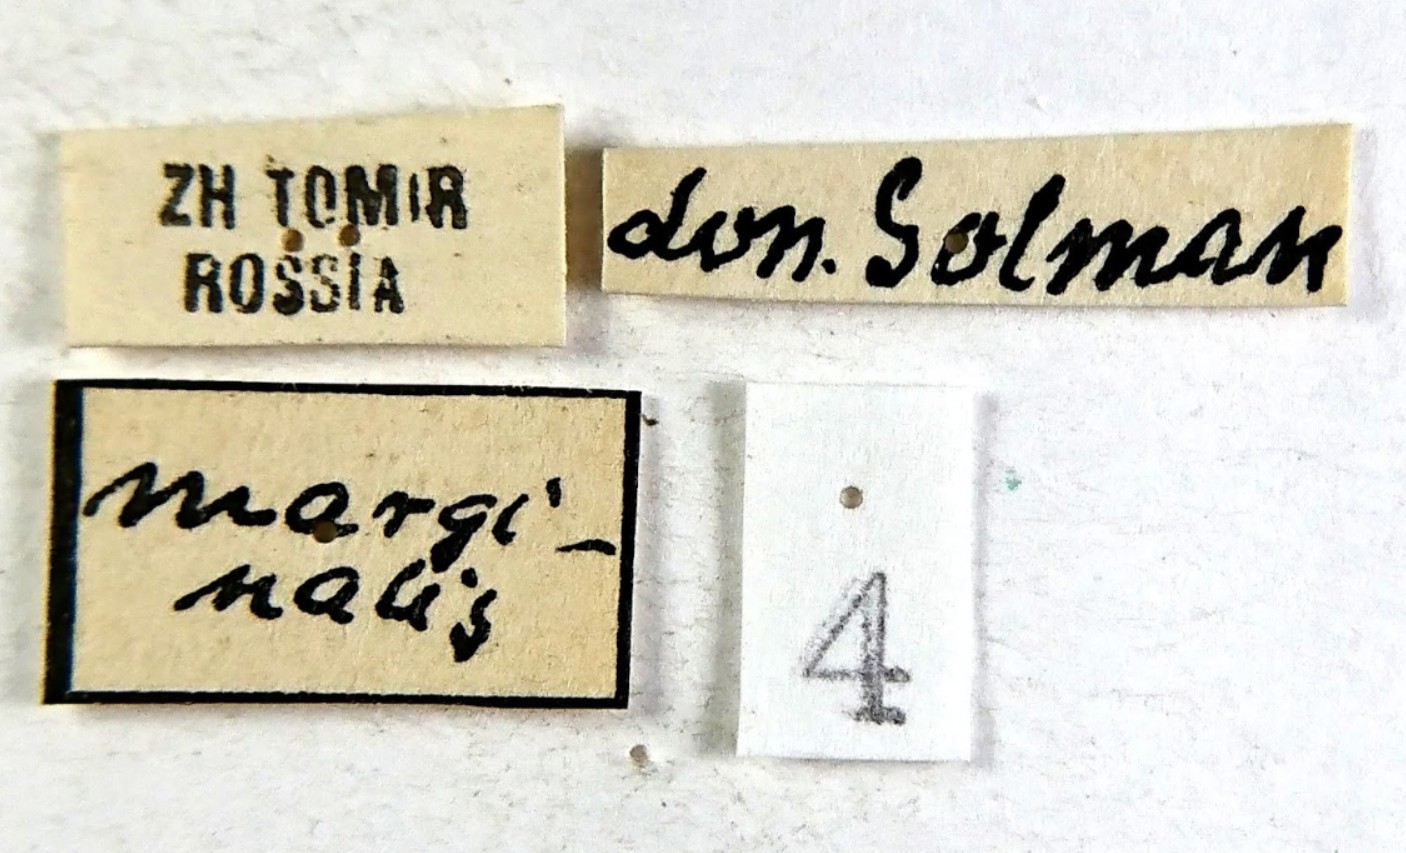 ZH TOMIR
ROSSIA
don. Solman
margi-
nalis
4